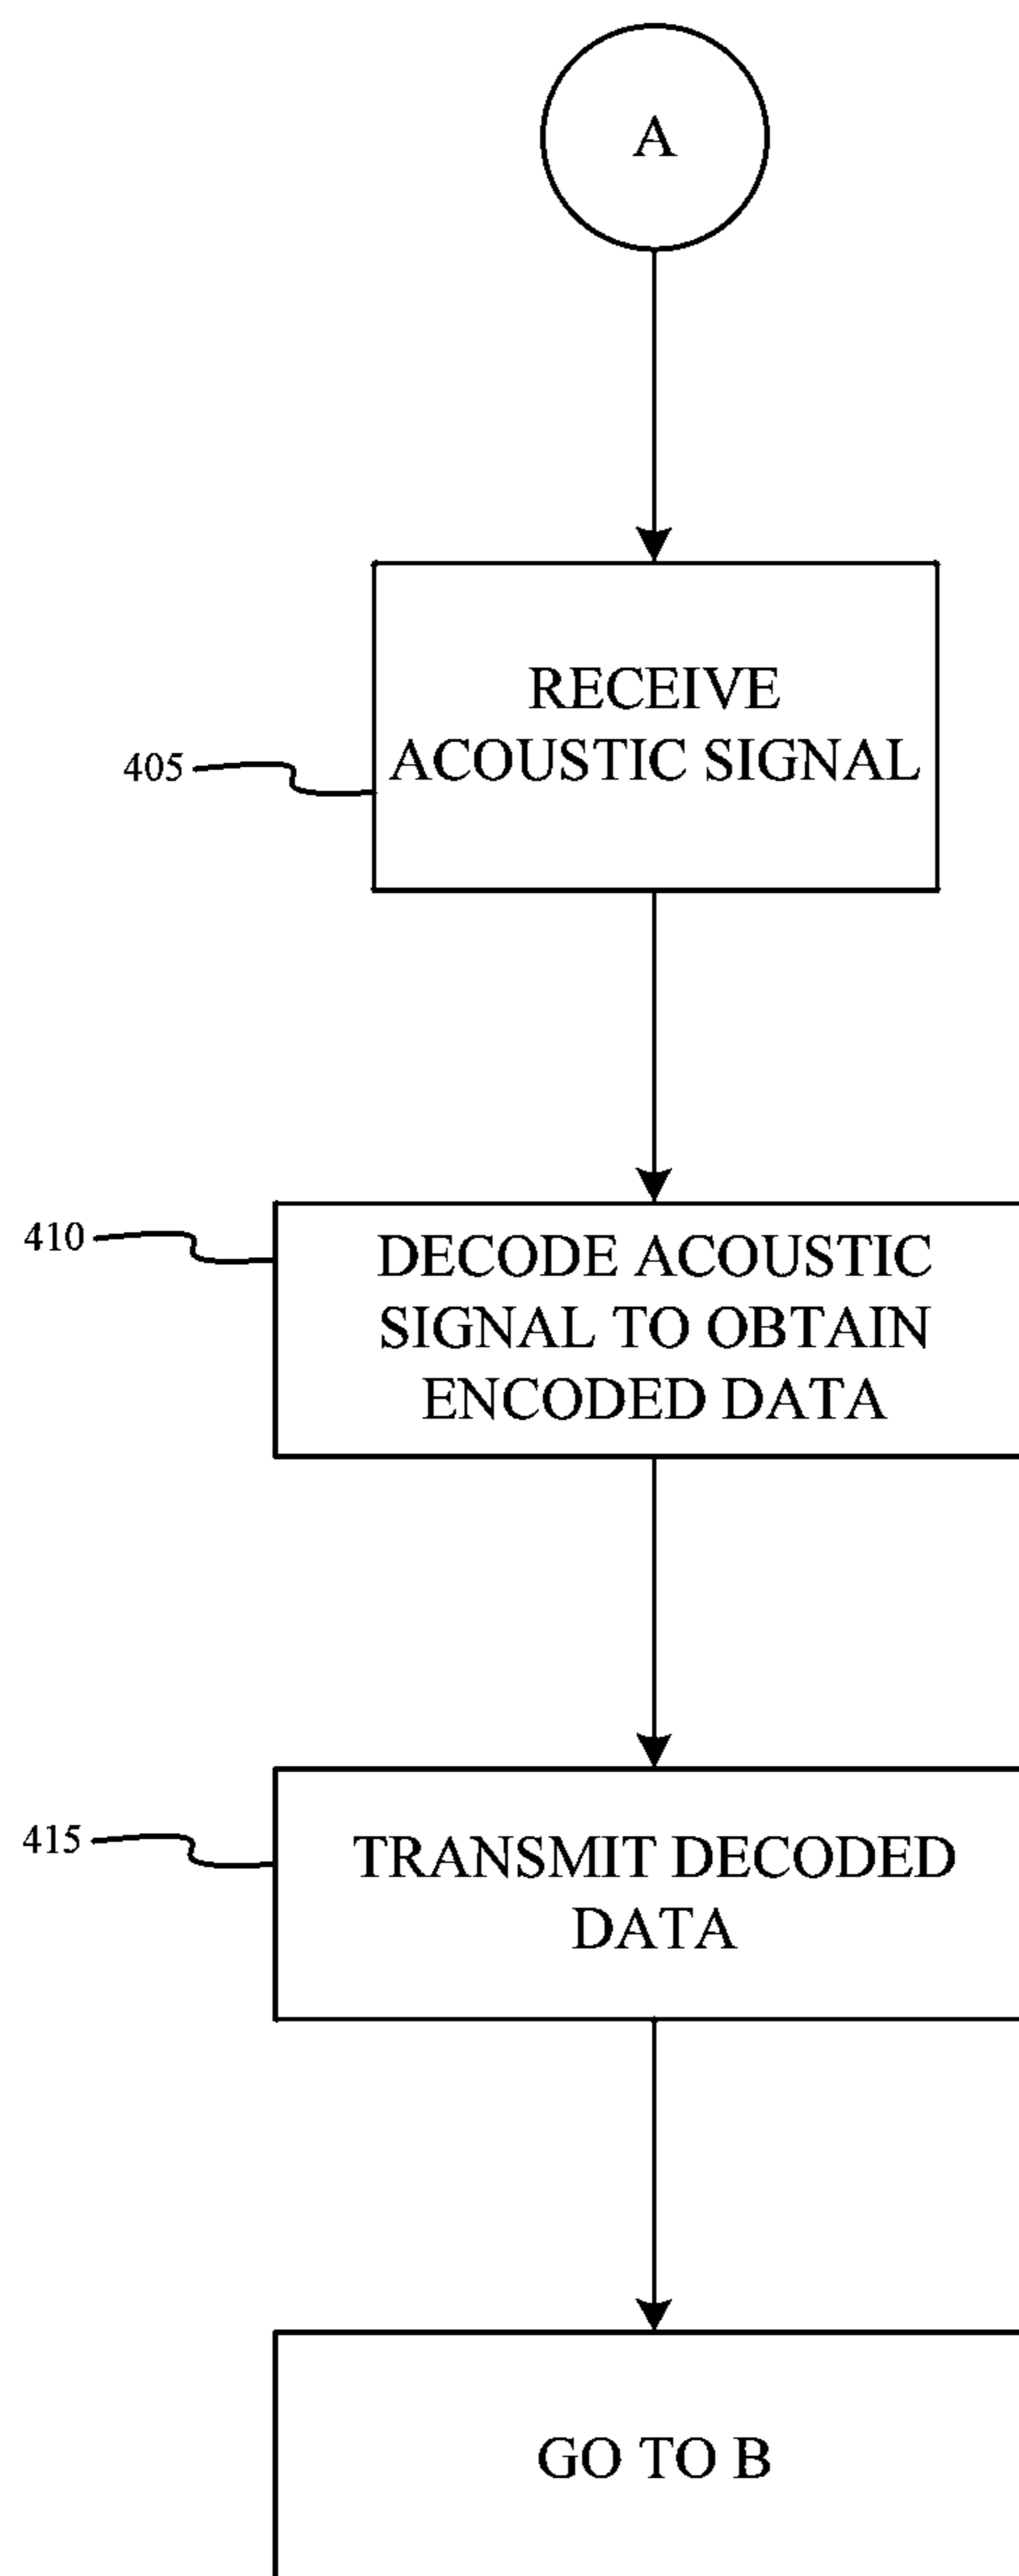 A
RECEIVE
ACOUSTIC SIGNAL
405
DECODE ACOUSTIC
SIGNAL TO OBTAIN
ENCODED DATA
410
TRANSMIT DECODED
DATA
415
GO TO B